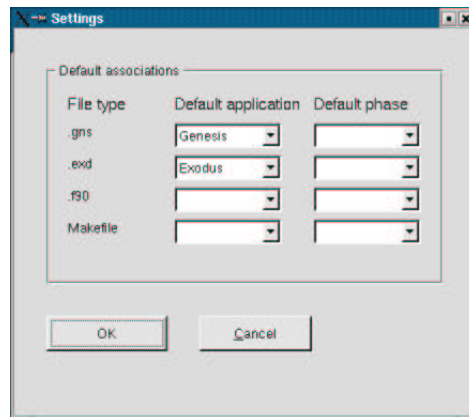 Settings
Default associations
File type Default application Default phase
.gns Genesis
.exd Exodus
.f90
Makefile
OK Cancel